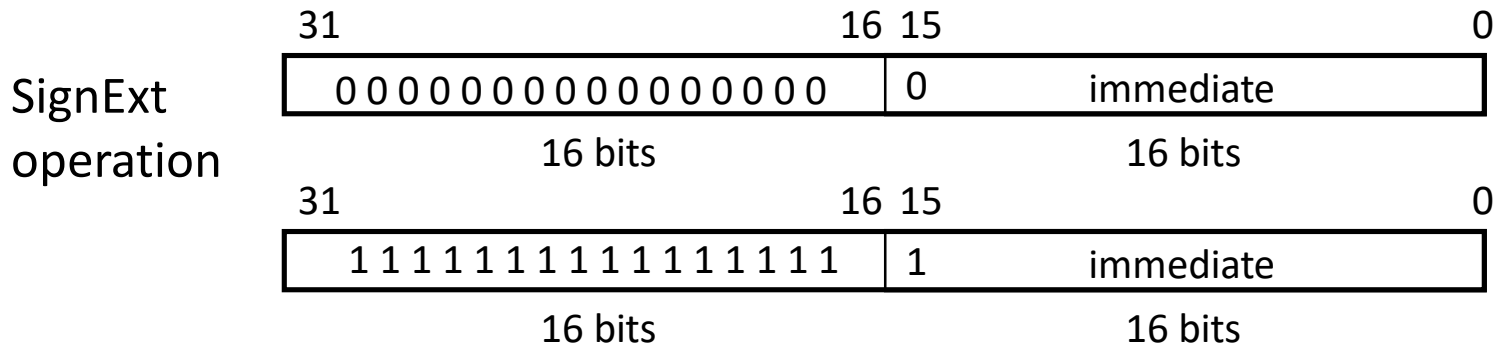 31 16 15 0
SignExt
operation
0 0 0 0 0 0 0 0 0 0 0 0 0 0 0 0 0 immediate
16 bits 16 bits
31 16 15 0
1 1 1 1 1 1 1 1 1 1 1 1 1 1 1 1 1 immediate
16 bits 16 bits